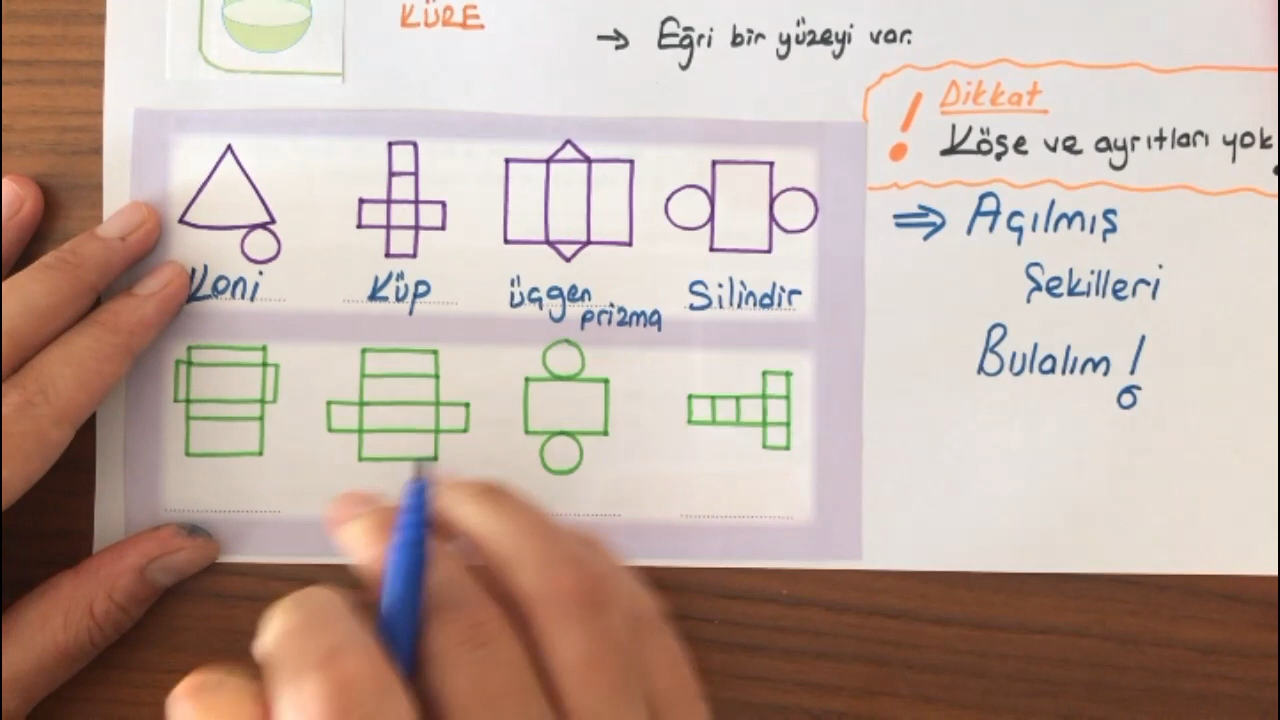 KÜRE
→ Eğri bir yüzeyi var.
! Dikkat
Köşe ve ayrıtları yok
⇒ Açılmış
Şekilleri
Bulalım!
Koni Küp üçgen prizma Silindir